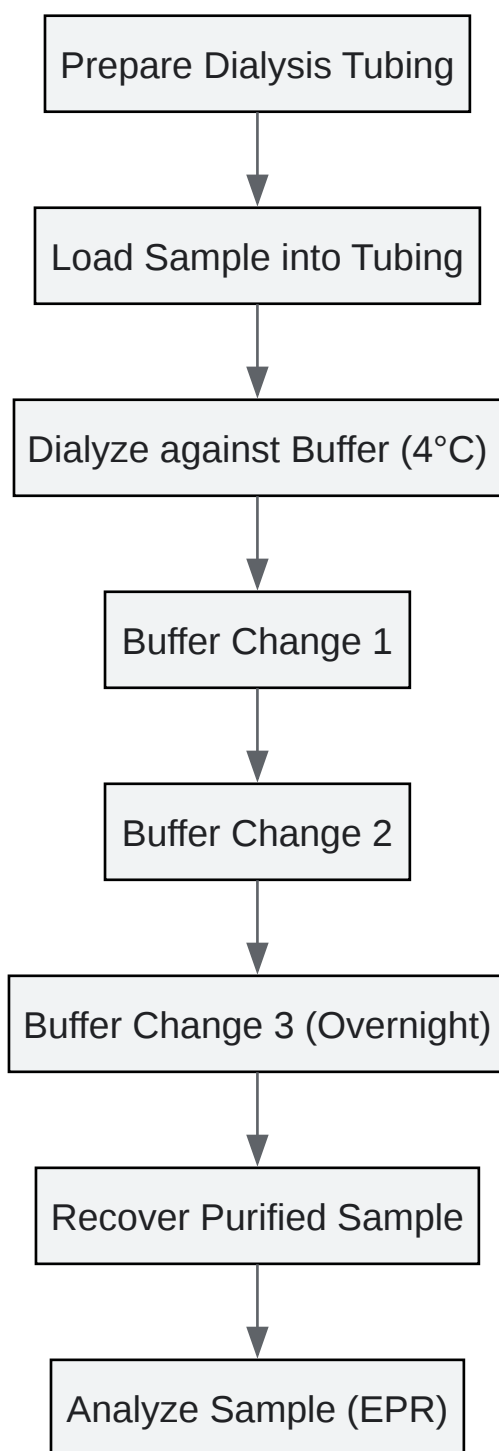 Prepare Dialysis Tubing
Load Sample into Tubing
Dialyze against Buffer (4°C)
Buffer Change 1
Buffer Change 2
Buffer Change 3 (Overnight)
Recover Purified Sample
Analyze Sample (EPR)